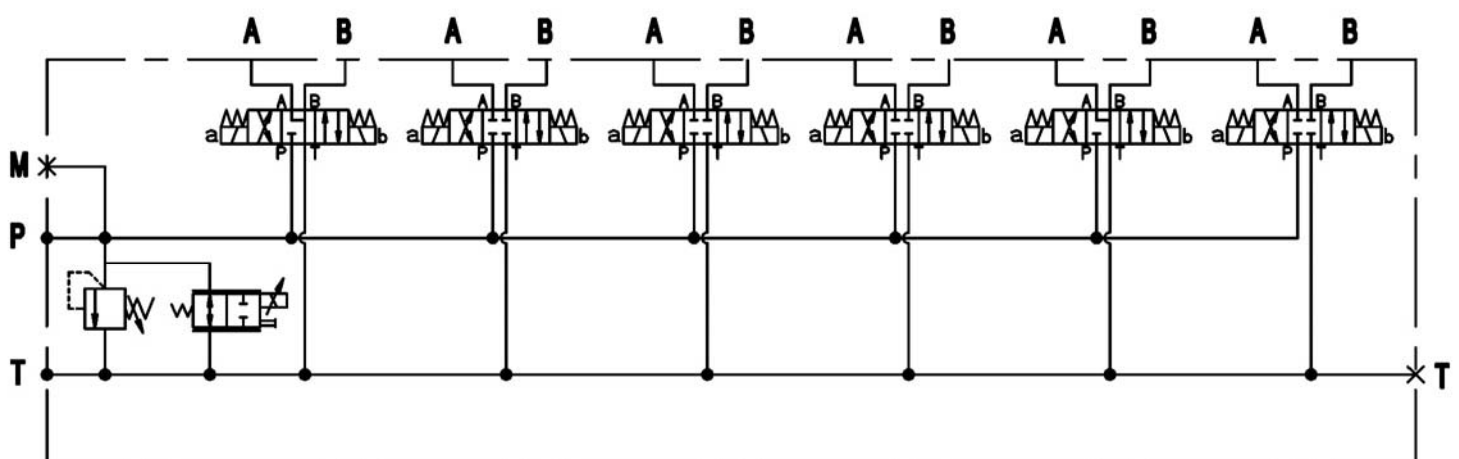 A B A B A B A B A B A B
A B A B A B A B A B A B
a b a b a b a b a b a b
P T P T P T P T P T P T
M
P
T T